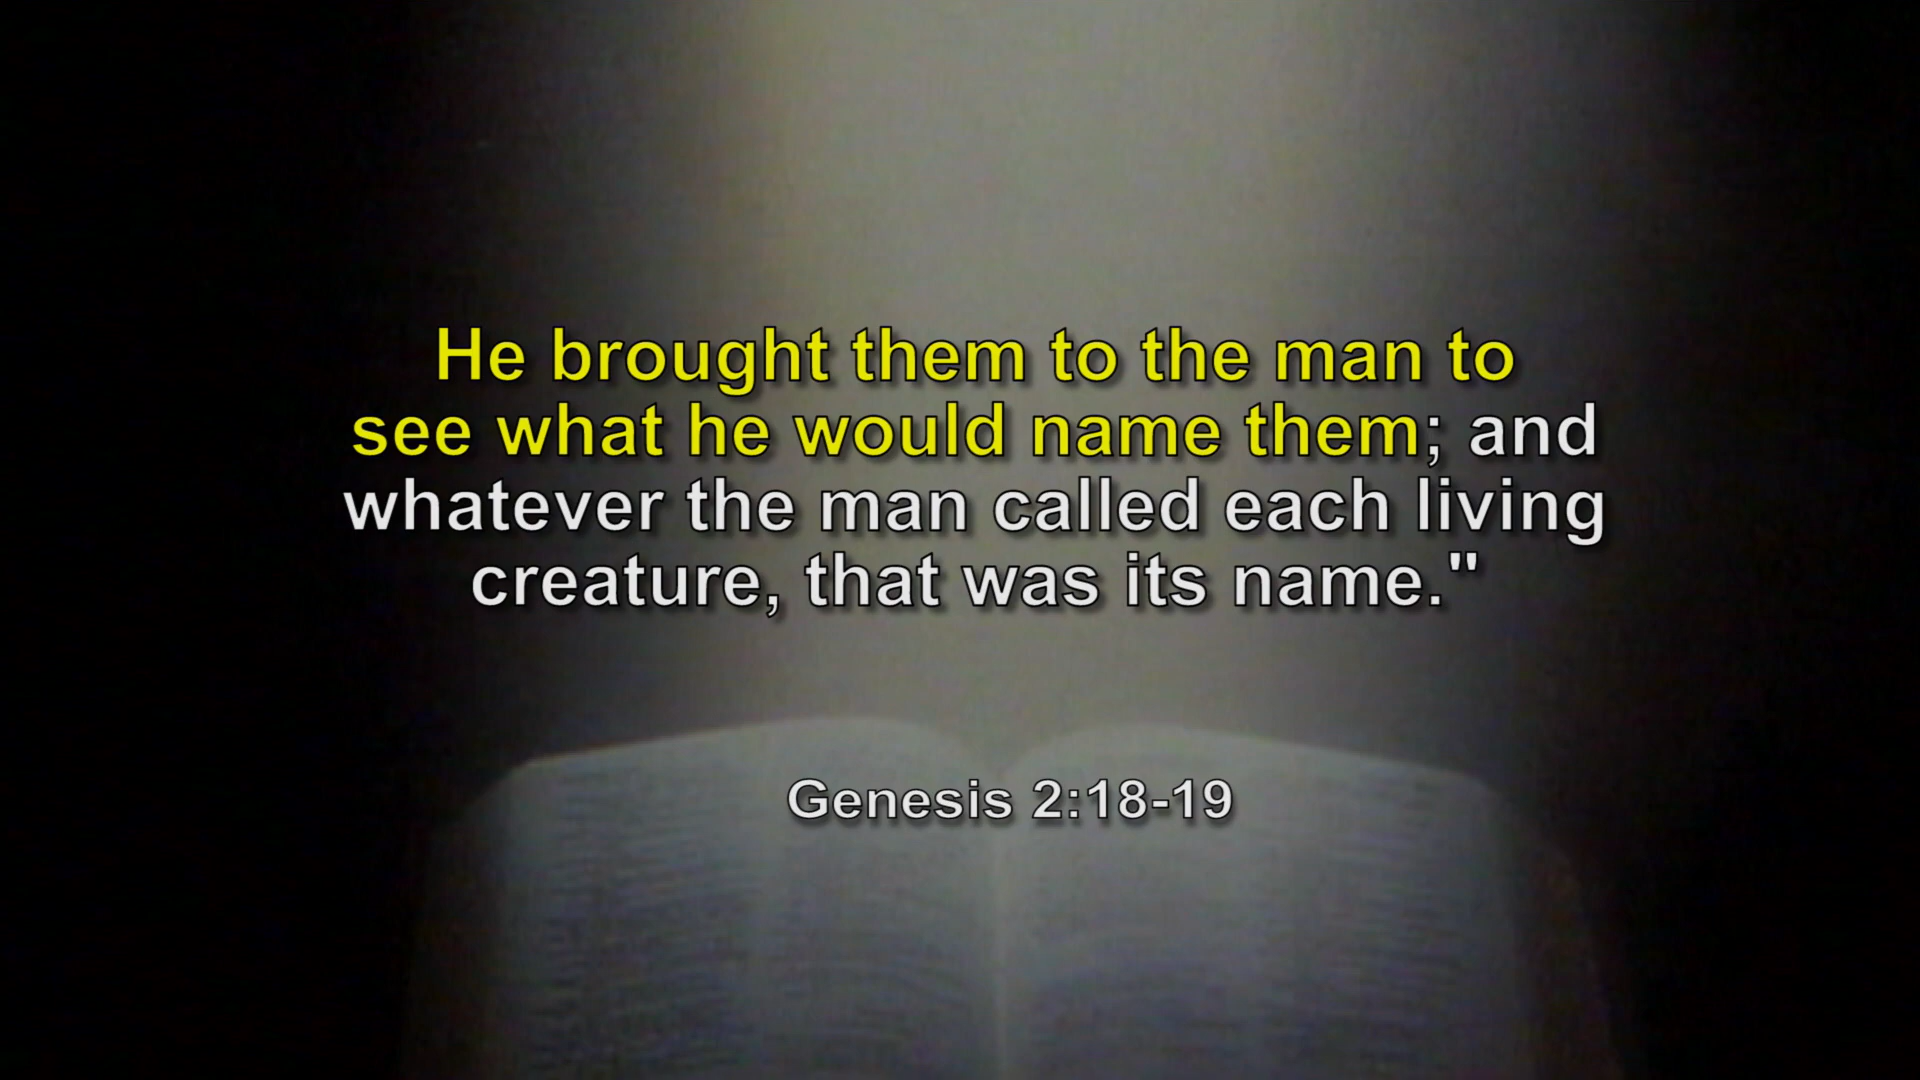 He brought them to the man to
see what he would name them; and
whatever the man called each living
creature, that was its name."
Genesis 2:18-19